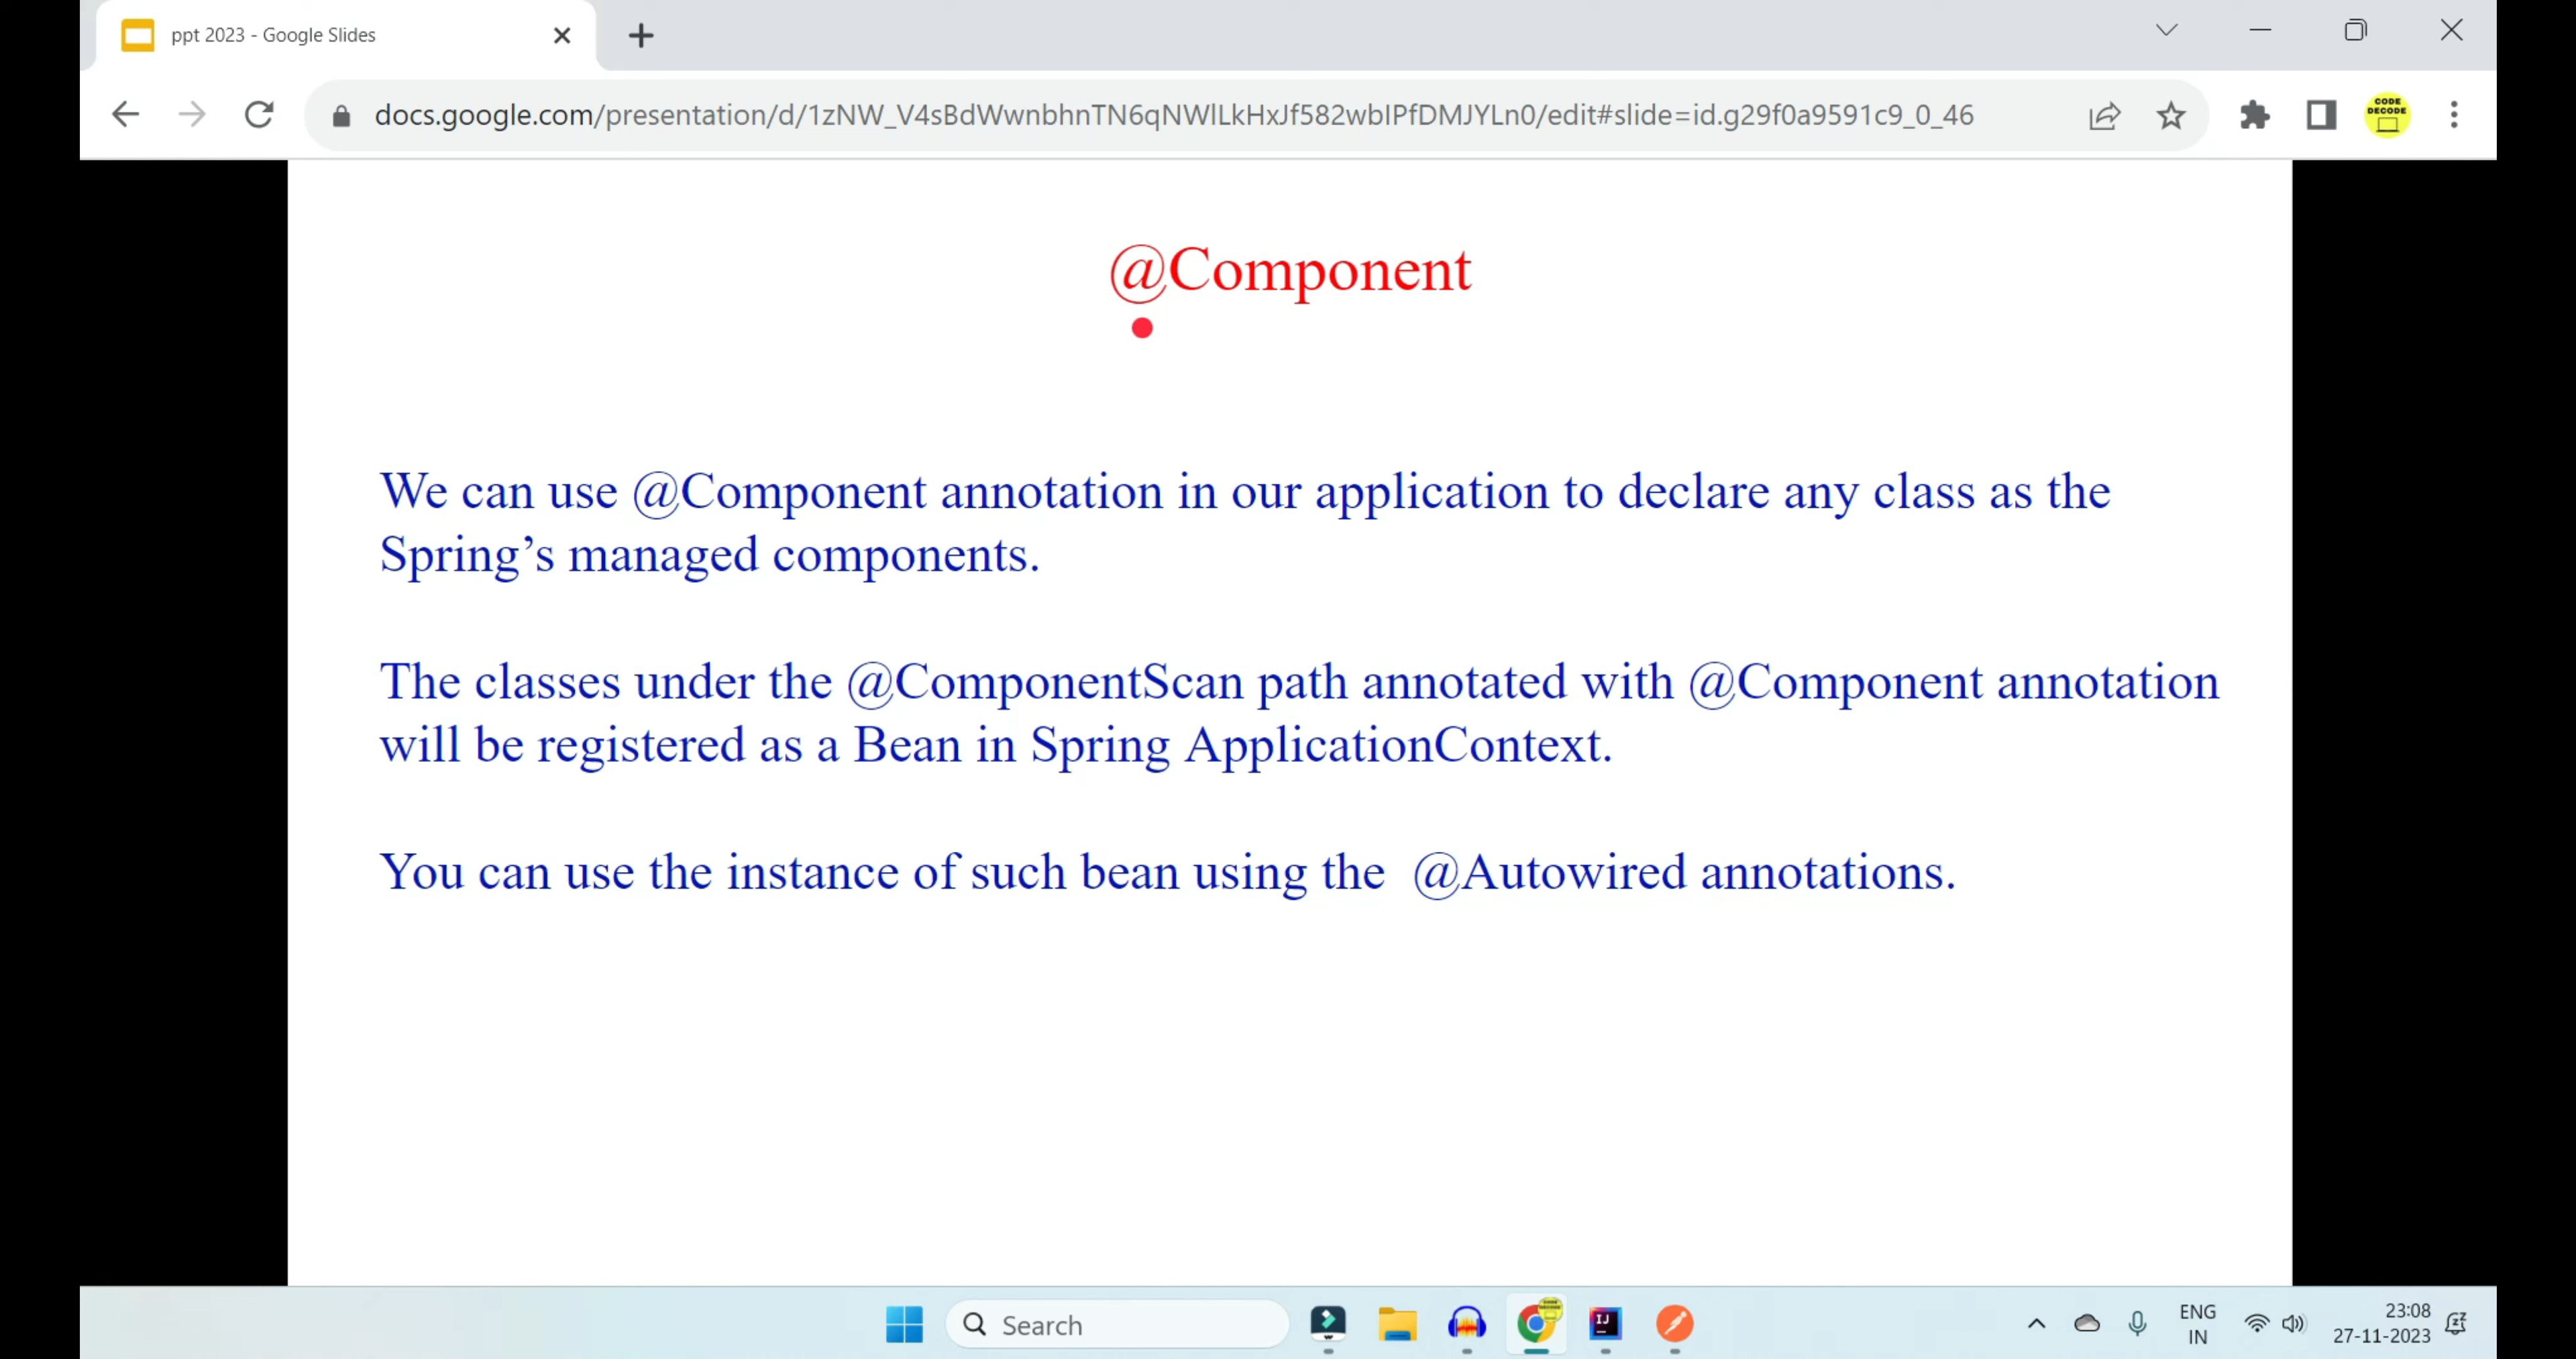 ppt 2023 - Google Slides
docs.google.com/presentation/d/1zNW_V4sBdWwnbhnTN6qNWlLkHxJf582wbIPfDMJYLn0/edit#slide=id.g29f0a9591c9_0_46
CODE
DECODE
@Component
We can use @Component annotation in our application to declare any class as the
Spring’s managed components.
The classes under the @ComponentScan path annotated with @Component annotation
will be registered as a Bean in Spring ApplicationContext.
You can use the instance of such bean using the  @Autowired annotations.
Search
IJ
ENG
IN
23:08
27-11-2023